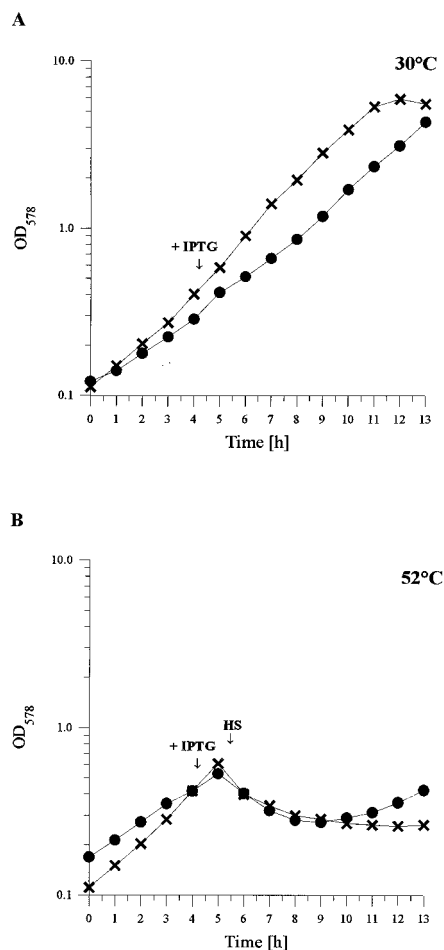 A
30°C
10.0
1.0
0.1
OD578
+ IPTG
↓
0 1 2 3 4 5 6 7 8 9 10 11 12 13
Time [h]
B
52°C
10.0
1.0
0.1
OD578
HS
↓
+ IPTG
↓
0 1 2 3 4 5 6 7 8 9 10 11 12 13
Time [h]